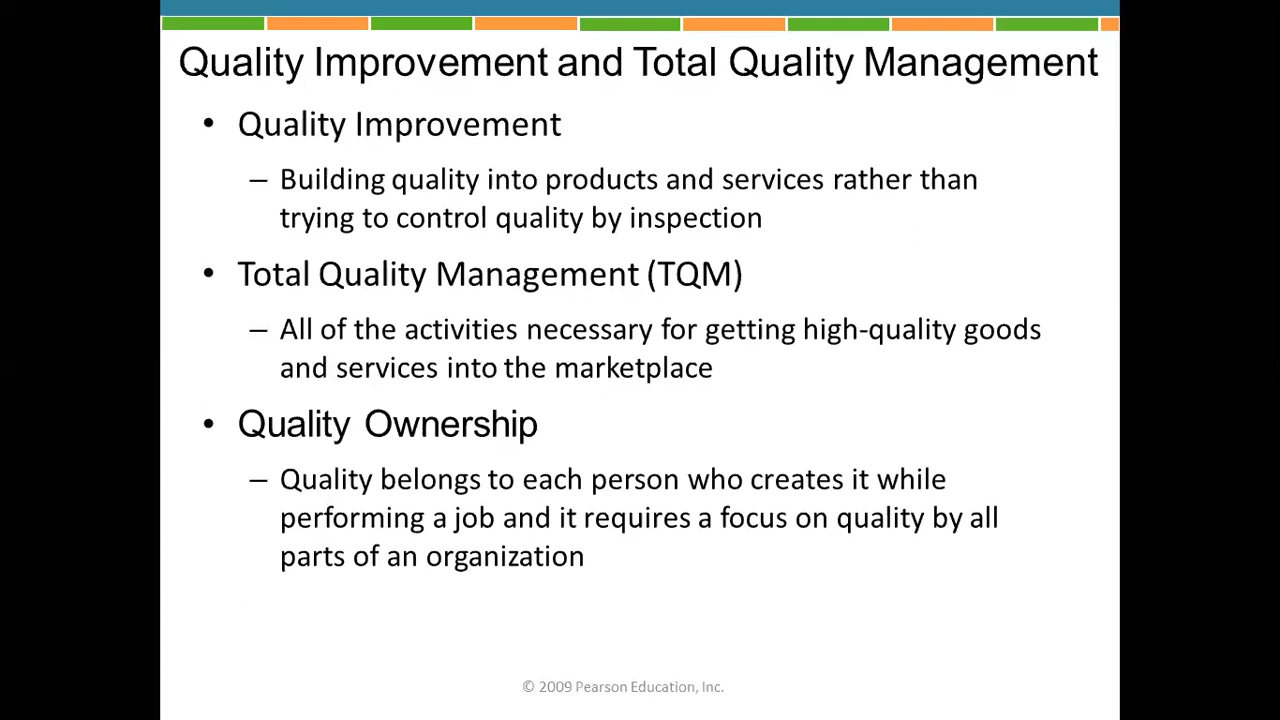 Quality Improvement and Total Quality Management
• Quality Improvement
– Building quality into products and services rather than
trying to control quality by inspection
• Total Quality Management (TQM)
– All of the activities necessary for getting high-quality goods
and services into the marketplace
• Quality Ownership
– Quality belongs to each person who creates it while
performing a job and it requires a focus on quality by all
parts of an organization
© 2009 Pearson Education, Inc.